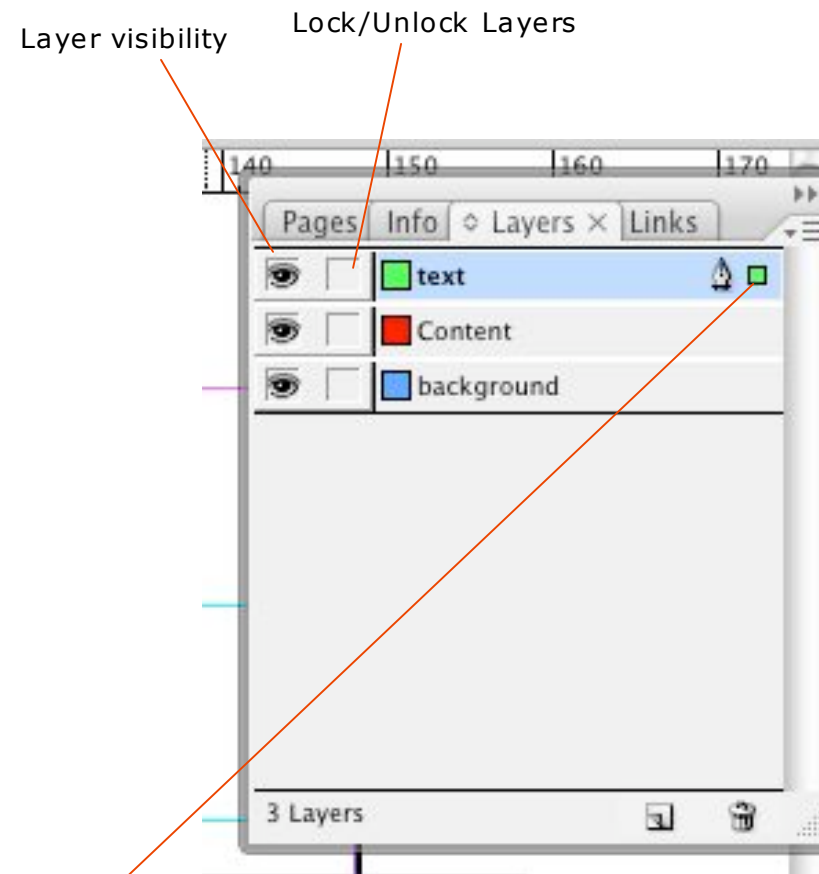 Layer visibility
Lock/Unlock Layers
140 150 160 170
Pages Info Layers Links
text
Content
background
3 Layers